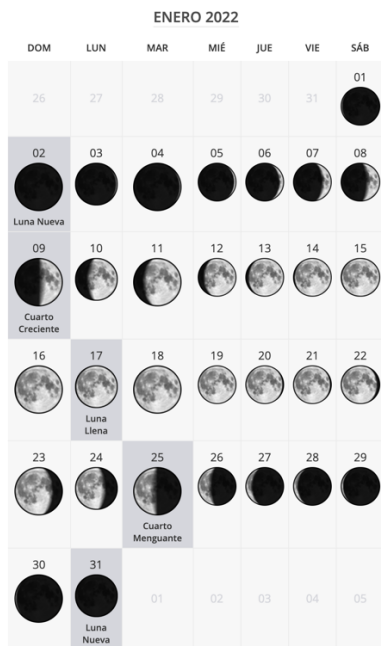 ENERO 2022
DOM LUN MAR MIÉ JUE VIE SÁB
26 27 28 29 30 31 01
02 03 04 05 06 07 08
Luna Nueva
09 10 11 12 13 14 15
Cuarto
Creciente
16 17 18 19 20 21 22
Luna
Llena
23 24 25 26 27 28 29
Cuarto
Menguante
30 31 01 02 03 04 05
Luna
Nueva